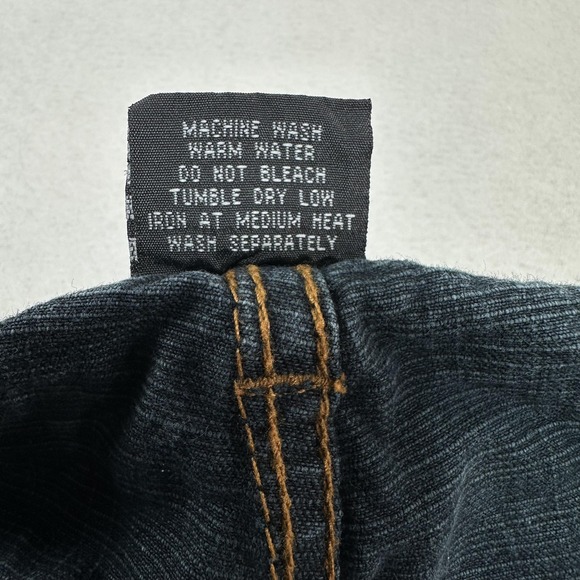 MACHINE WASH
WARM WATER
DO NOT BLEACH
TUMBLE DRY LOW
IRON AT MEDIUM HEAT
WASH SEPARATELY